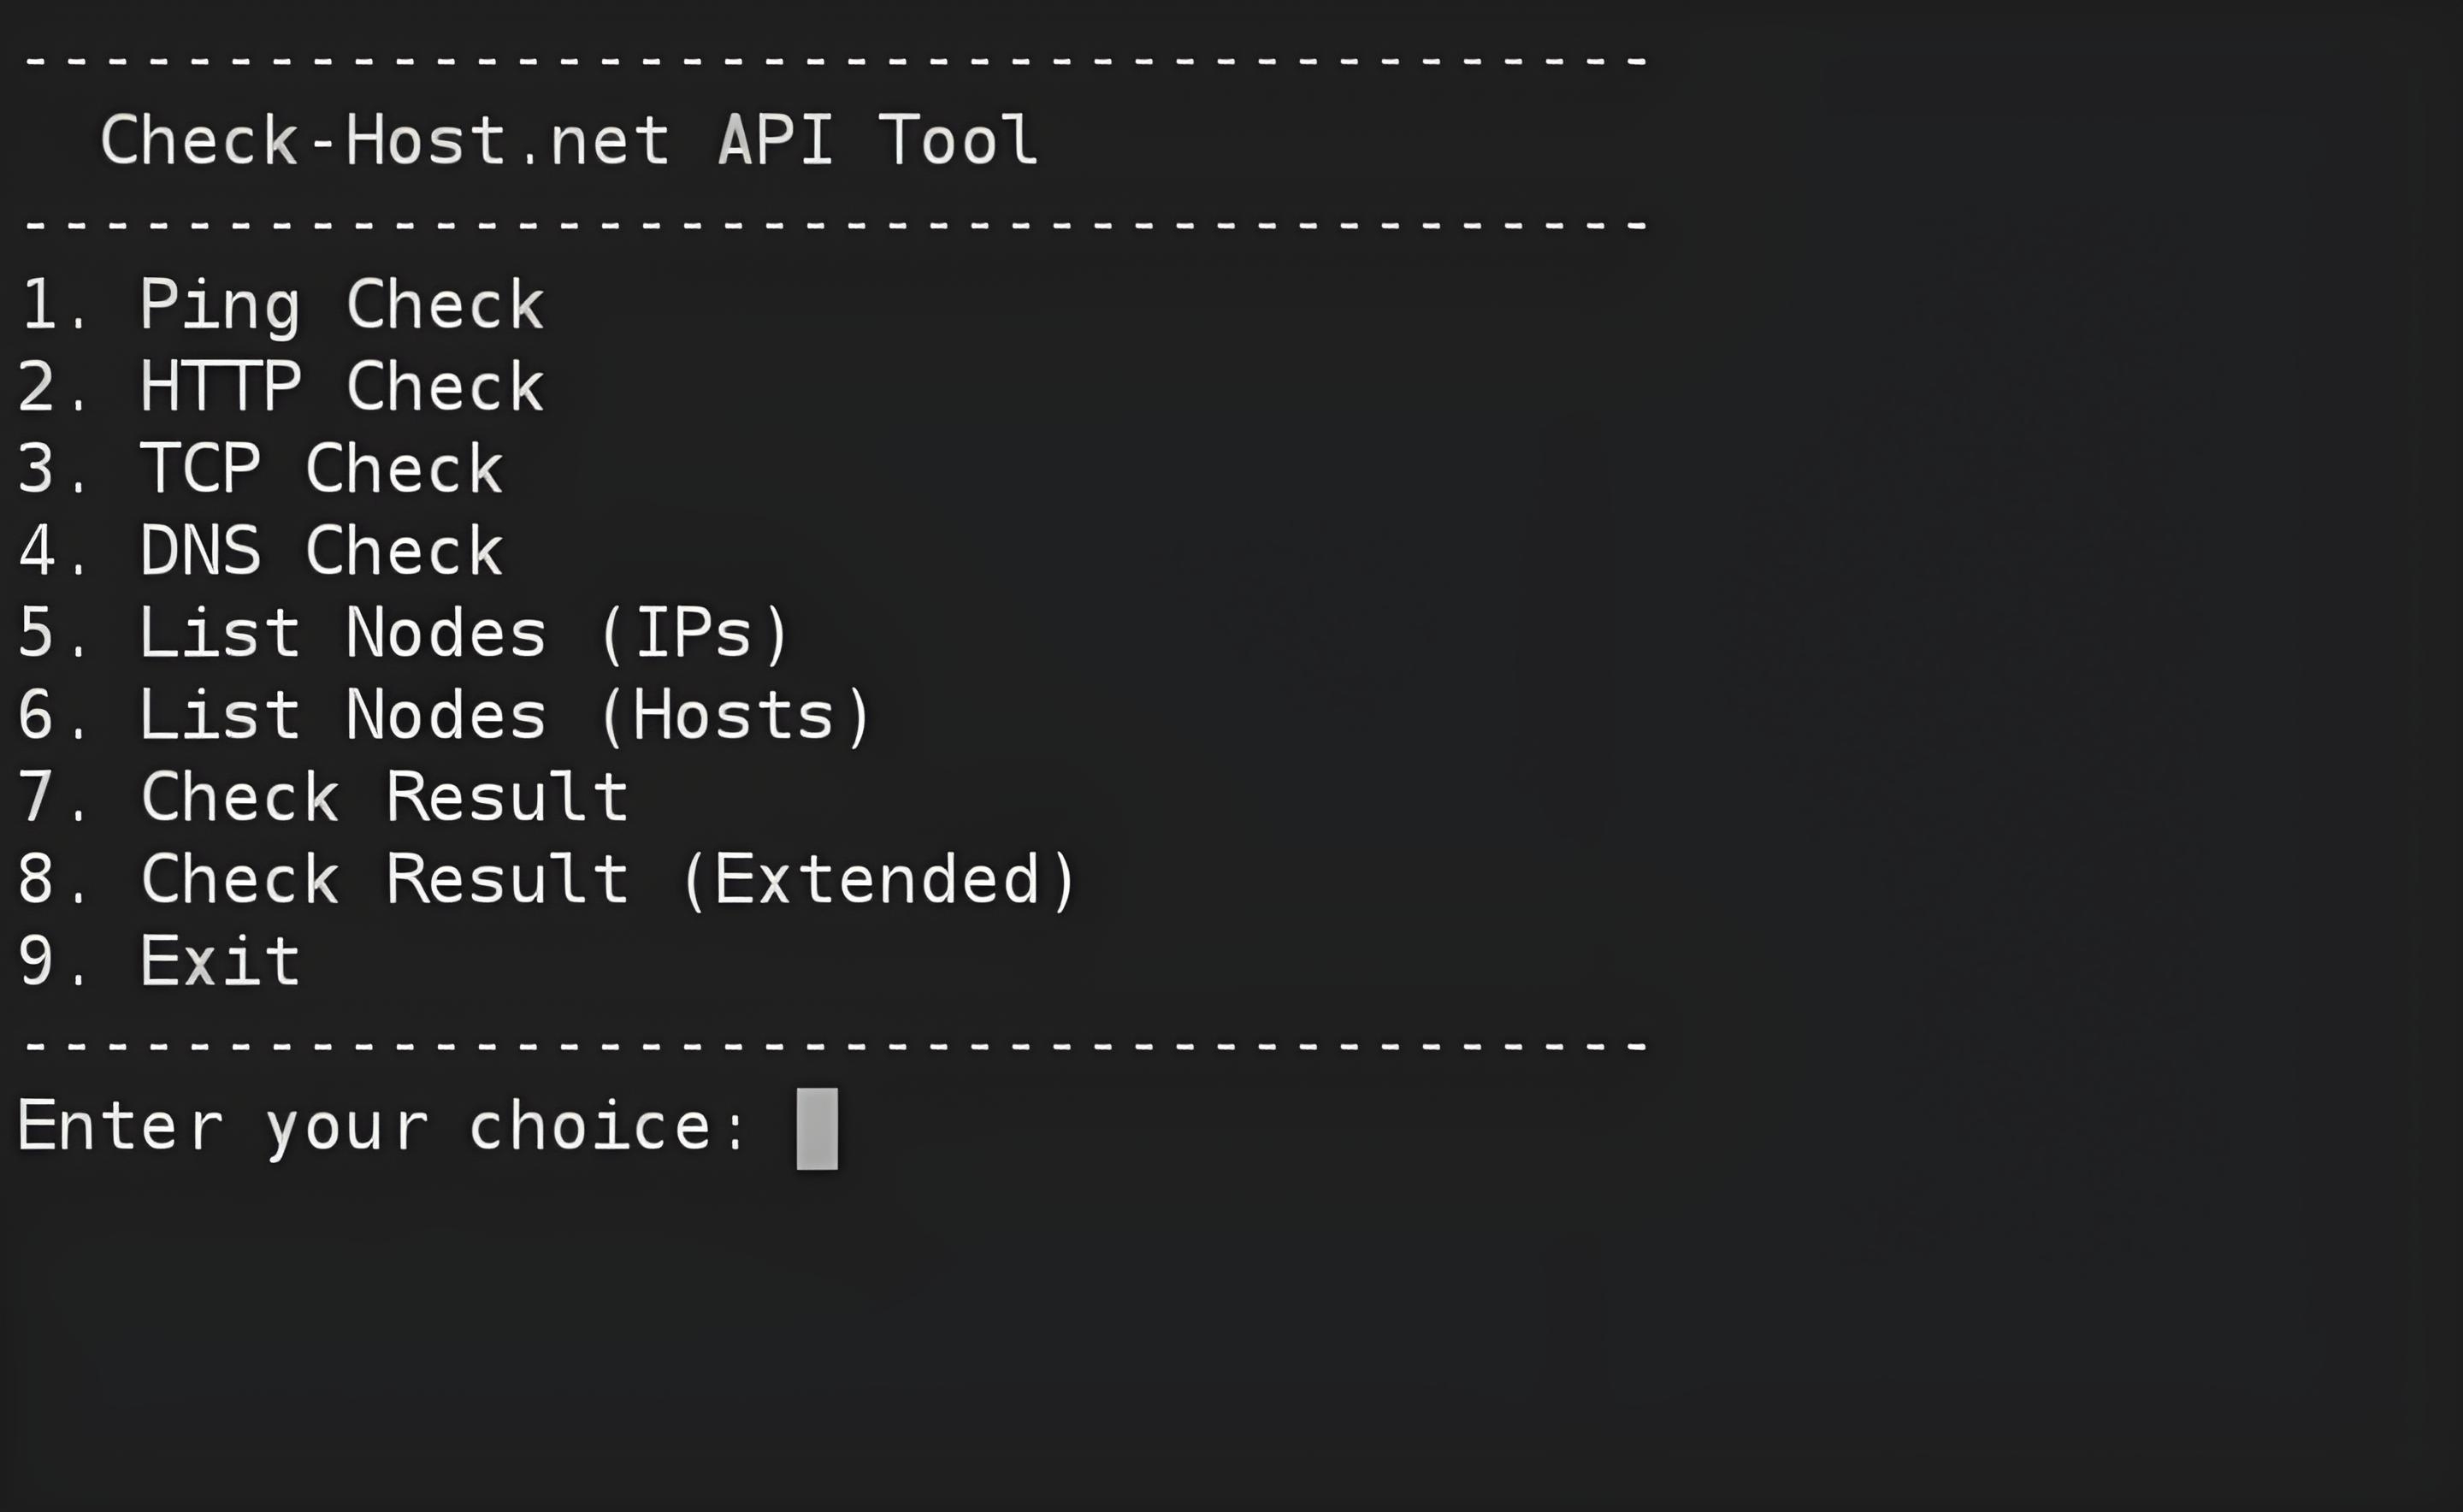 ----------------------------------------
  Check-Host.net API Tool
----------------------------------------
1. Ping Check
2. HTTP Check
3. TCP Check
4. DNS Check
5. List Nodes (IPs)
6. List Nodes (Hosts)
7. Check Result
8. Check Result (Extended)
9. Exit
----------------------------------------
Enter your choice: